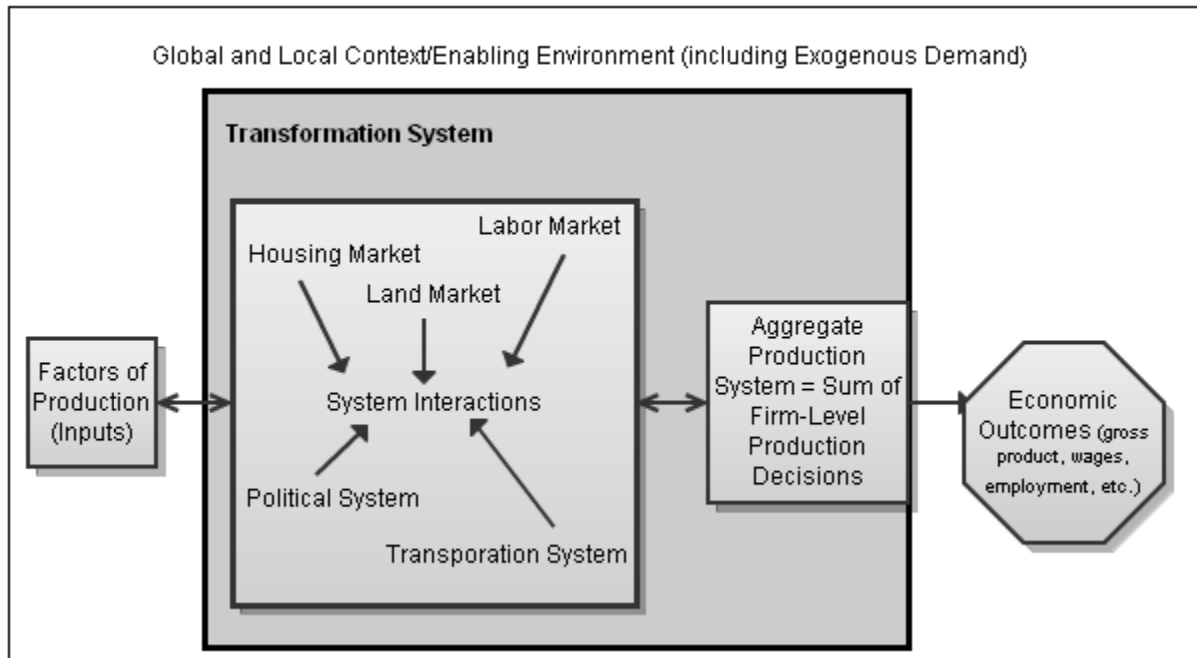 Global and Local Context/Enabling Environment (including Exogenous Demand)
Transformation System
Labor Market
Housing Market
Land Market
System Interactions
Political System
Transporation System
Factors of
Production
(Inputs)
Aggregate
Production
System = Sum of
Firm-Level
Production
Decisions
Economic
Outcomes (gross
product, wages,
employment, etc.)